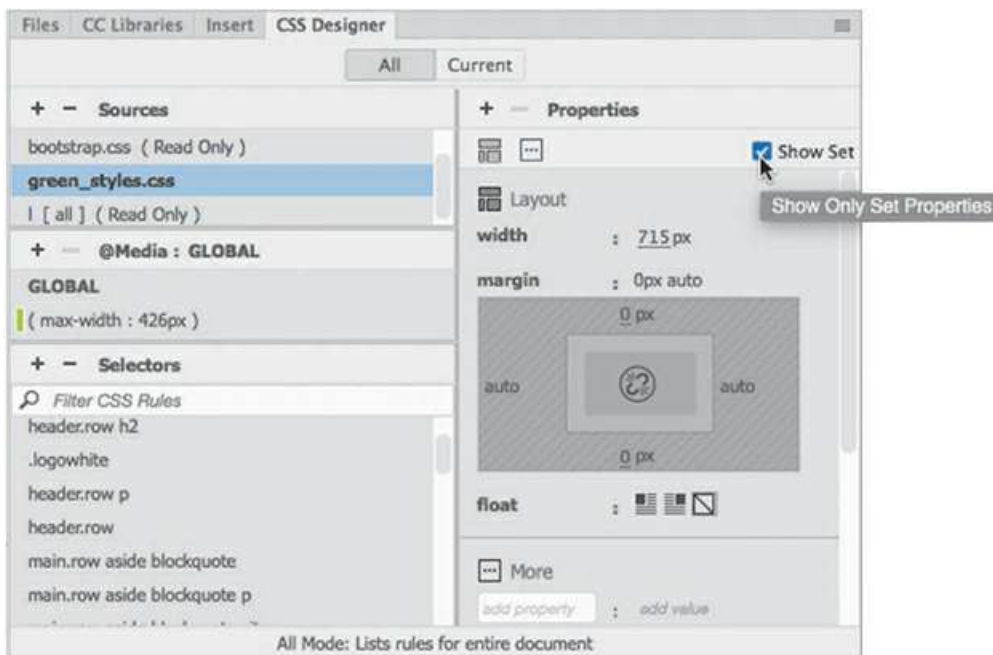 Files CC Libraries Insert CSS Designer
All Current
+ - Sources
bootstrap.css ( Read Only )
green_styles.css
l [ all ] ( Read Only )
+ - @Media : GLOBAL
GLOBAL
( max-width : 426px )
+ - Selectors
Filter CSS Rules
header.row h2
.logowhite
header.row p
header.row
main.row aside blockquote
main.row aside blockquote p
+ - Properties
Show Set
Show Only Set Properties
Layout
width : 715 px
margin : 0px auto
0 px
auto auto
0 px
float :
More
add property : add value
All Mode: Lists rules for entire document